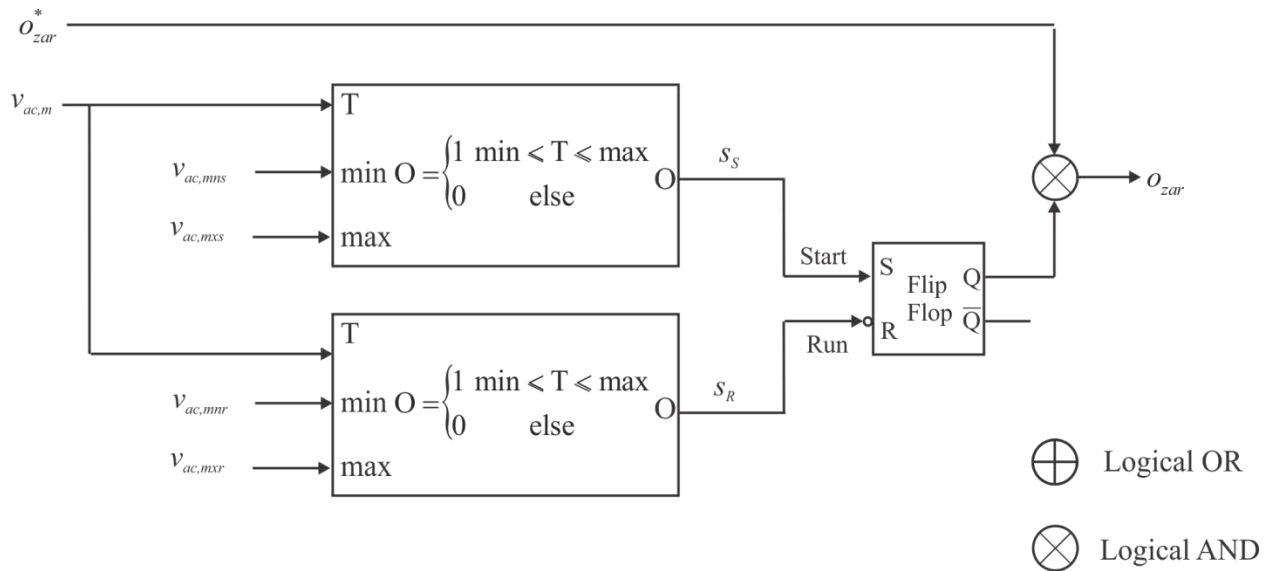 o*zar
vac,m
T
vac,mns
min O = {1 min ⩽ T ⩽ max
0 else
O
sS
vac,mxs
max
ozar
Start
S
Flip
Flop
Q
Q̅
R
Run
T
vac,mnr
min O = {1 min ⩽ T ⩽ max
0 else
O
sR
vac,mxr
max
Logical OR
Logical AND